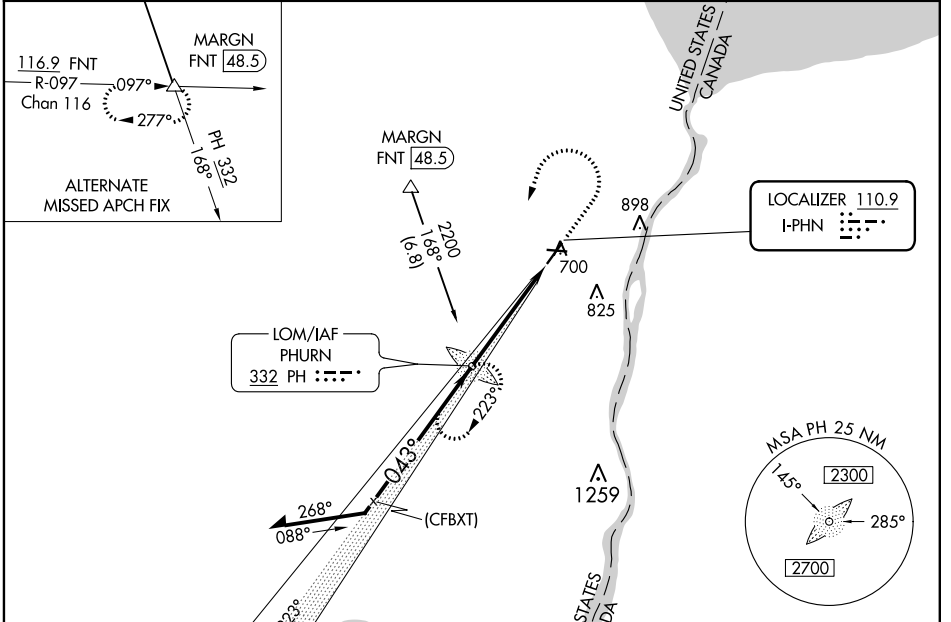 MARGN
FNT 48.5
116.9 FNT
R-097
097°
Chan 116
277°
PH 332
168°
ALTERNATE
MISSED APCH FIX
UNITED STATES
CANADA
MARGN
FNT 48.5
2200
168°
(6.8)
898
LOCALIZER 110.9
I-PHN
700
825
LOM/IAF
PHURN
332 PH
223°
043°
1259
MSA PH 25 NM
145°
2300
285°
2700
268°
088°
(CFBXT)